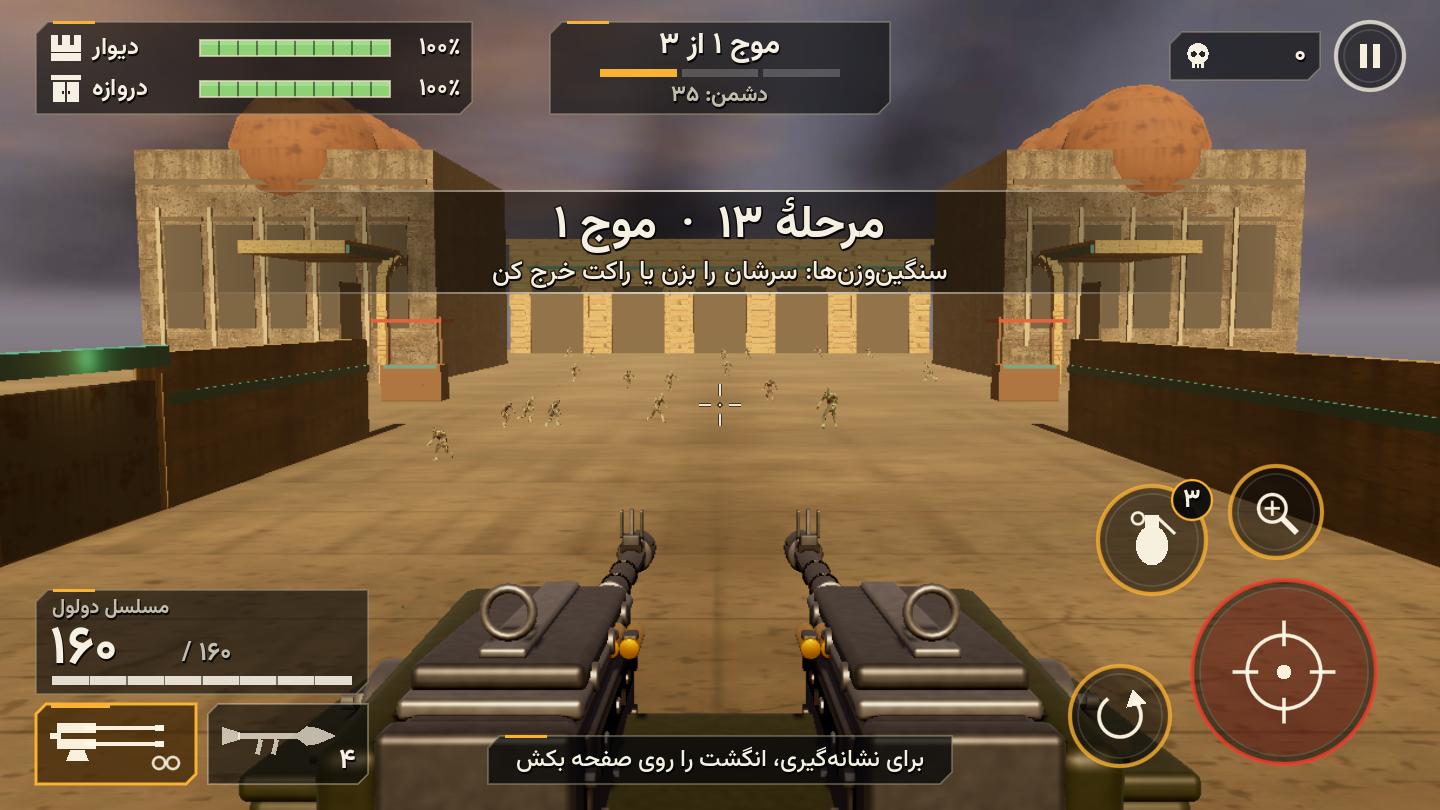 دیوار ۱۰۰٪
دروازه ۱۰۰٪
موج ۱ از ۳
دشمن: ۳۵
۰
مرحلهٔ ۱۳ · موج ۱
سنگین‌وزن‌ها: سرشان را بزن یا راکت خرج کن
۳
مسلسل دولول
۱۶۰ / ۱۶۰
∞
۴
برای نشانه‌گیری، انگشت را روی صفحه بکش